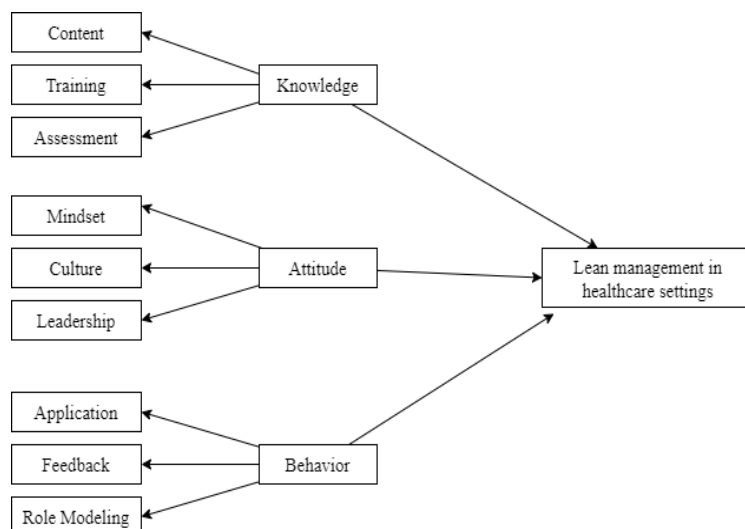 Content
Training
Knowledge
Assessment
Mindset
Culture
Attitude
Leadership
Lean management in
healthcare settings
Application
Feedback
Behavior
Role Modeling